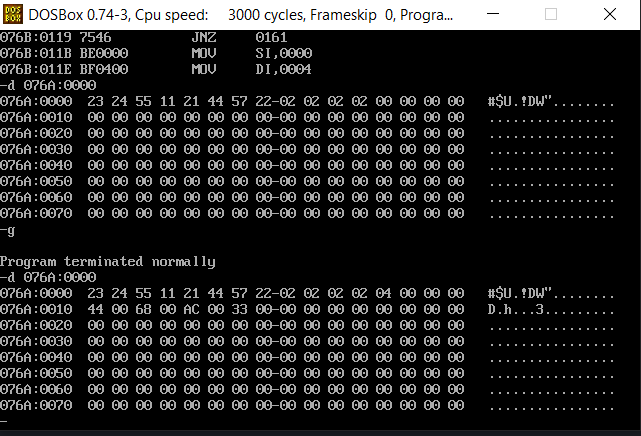 DOS BOX DOSBox 0.74-3, Cpu speed: 3000 cycles, Frameskip 0, Progra...
076B:0119 7546 JNZ 0161
076B:011B BE0000 MOV SI,0000
076B:011E BF0400 MOV DI,0004
-d 076A:0000
076A:0000 23 24 55 11 21 44 57 22-02 02 02 02 00 00 00 00 #$U.!DW"........
076A:0010 00 00 00 00 00 00 00 00-00 00 00 00 00 00 00 00 ................
076A:0020 00 00 00 00 00 00 00 00-00 00 00 00 00 00 00 00 ................
076A:0030 00 00 00 00 00 00 00 00-00 00 00 00 00 00 00 00 ................
076A:0040 00 00 00 00 00 00 00 00-00 00 00 00 00 00 00 00 ................
076A:0050 00 00 00 00 00 00 00 00-00 00 00 00 00 00 00 00 ................
076A:0060 00 00 00 00 00 00 00 00-00 00 00 00 00 00 00 00 ................
076A:0070 00 00 00 00 00 00 00 00-00 00 00 00 00 00 00 00 ................
-g
Program terminated normally
-d 076A:0000
076A:0000 23 24 55 11 21 44 57 22-02 02 02 02 04 00 00 00 #$U.!DW"........
076A:0010 44 00 68 00 AC 00 33 00-00 00 00 00 00 00 00 00 D.h...3.........
076A:0020 00 00 00 00 00 00 00 00-00 00 00 00 00 00 00 00 ................
076A:0030 00 00 00 00 00 00 00 00-00 00 00 00 00 00 00 00 ................
076A:0040 00 00 00 00 00 00 00 00-00 00 00 00 00 00 00 00 ................
076A:0050 00 00 00 00 00 00 00 00-00 00 00 00 00 00 00 00 ................
076A:0060 00 00 00 00 00 00 00 00-00 00 00 00 00 00 00 00 ................
076A:0070 00 00 00 00 00 00 00 00-00 00 00 00 00 00 00 00 ................
-